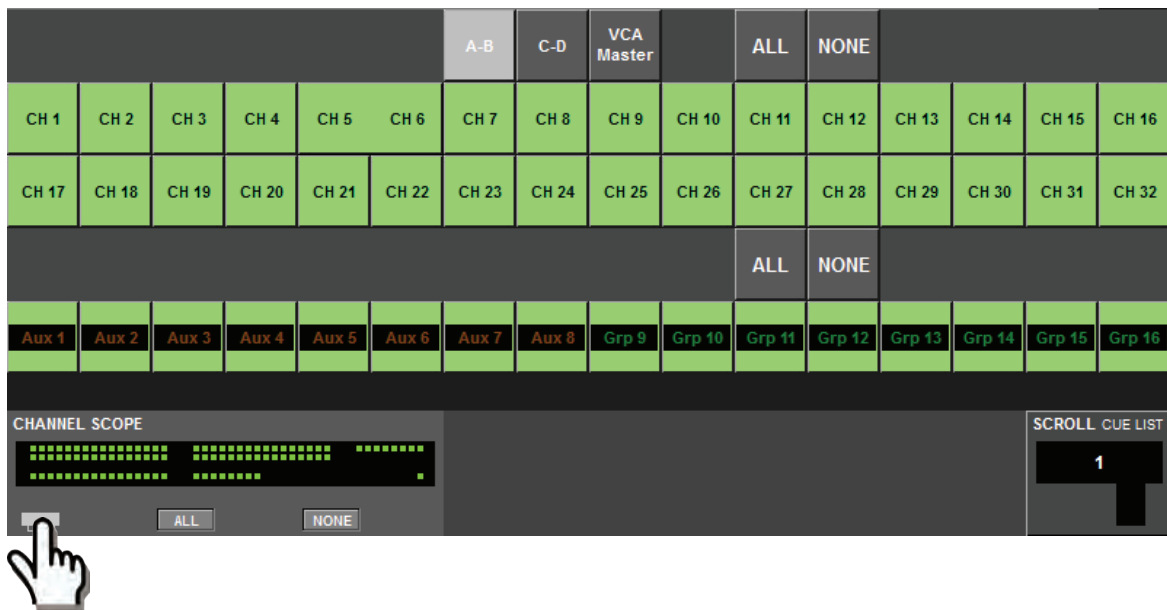 A-B C-D VCA Master ALL NONE
CH 1 CH 2 CH 3 CH 4 CH 5 CH 6 CH 7 CH 8 CH 9 CH 10 CH 11 CH 12 CH 13 CH 14 CH 15 CH 16
CH 17 CH 18 CH 19 CH 20 CH 21 CH 22 CH 23 CH 24 CH 25 CH 26 CH 27 CH 28 CH 29 CH 30 CH 31 CH 32
ALL NONE
Aux 1 Aux 2 Aux 3 Aux 4 Aux 5 Aux 6 Aux 7 Aux 8 Grp 9 Grp 10 Grp 11 Grp 12 Grp 13 Grp 14 Grp 15 Grp 16
CHANNEL SCOPE SCROLL CUE LIST
1
ALL NONE